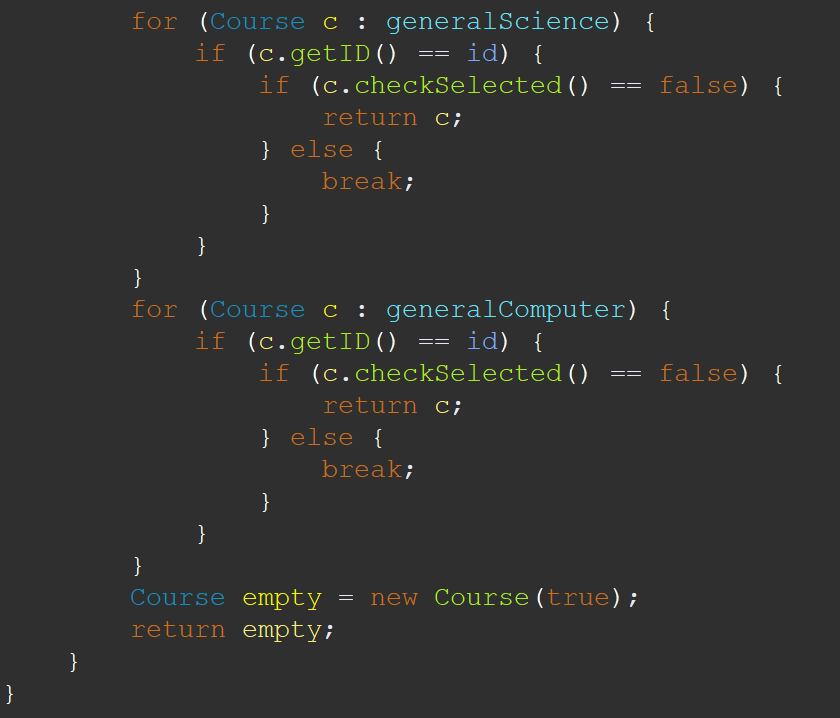 for (Course c : generalScience) {
if (c.getID() == id) {
if (c.checkSelected() == false) {
return c;
} else {
break;
}
}
}
for (Course c : generalComputer) {
if (c.getID() == id) {
if (c.checkSelected() == false) {
return c;
} else {
break;
}
}
}
Course empty = new Course(true);
return empty;
}
}